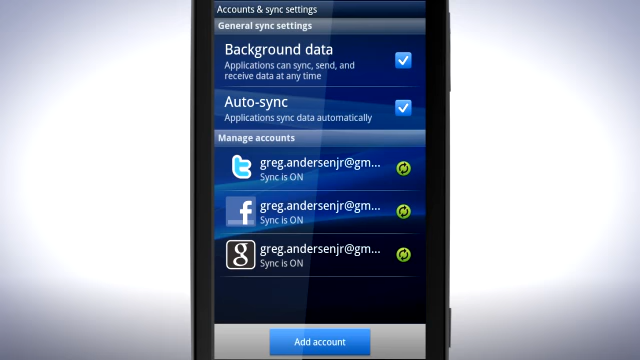 Accounts & sync settings
General sync settings
Background data
Applications can sync, send, and
receive data at any time
Auto-sync
Applications sync data automatically
Manage accounts
greg.andersenjr@gm...
Sync is ON
greg.andersenjr@gm...
Sync is ON
greg.andersenjr@gm...
Sync is ON
Add account